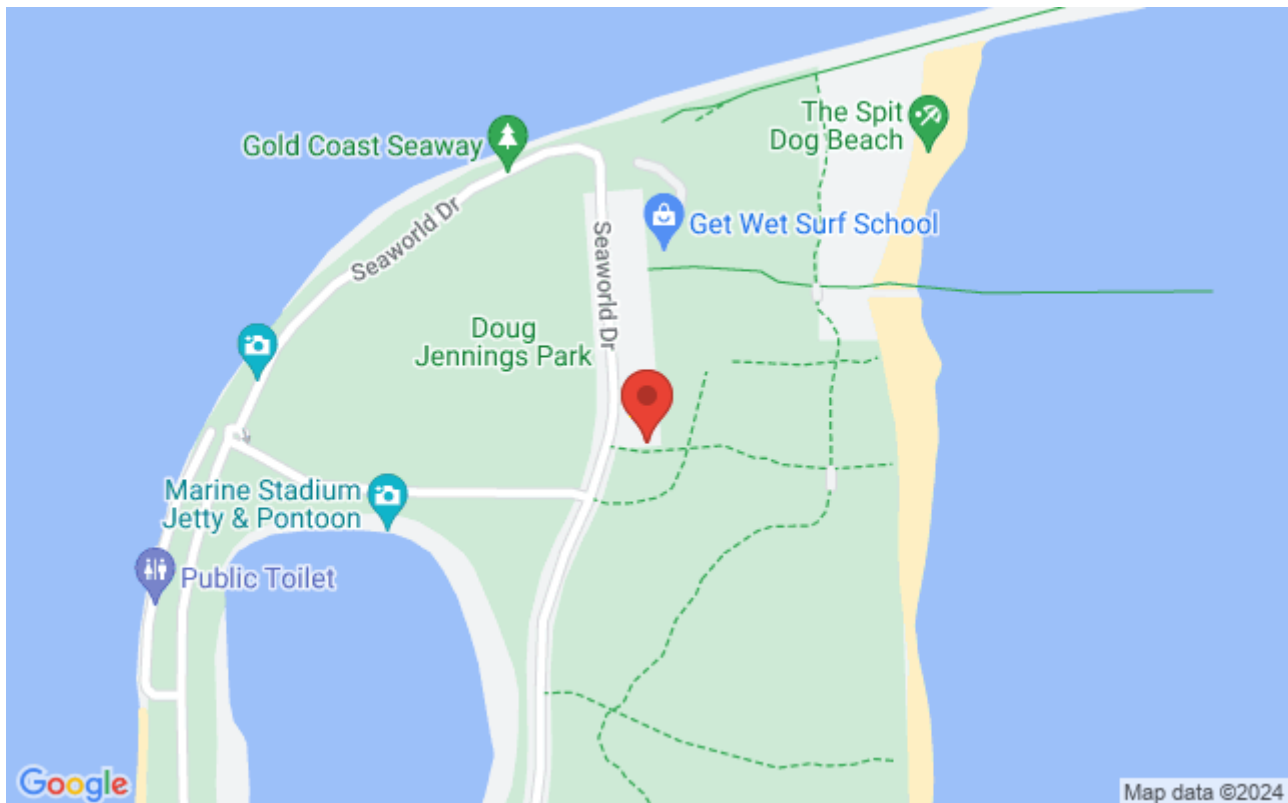 The Spit
Dog Beach
Gold Coast Seaway
Seaworld Dr
Get Wet Surf School
Seaworld Dr
Doug
Jennings Park
Marine Stadium
Jetty & Pontoon
Public Toilet
Google
Map data ©2024